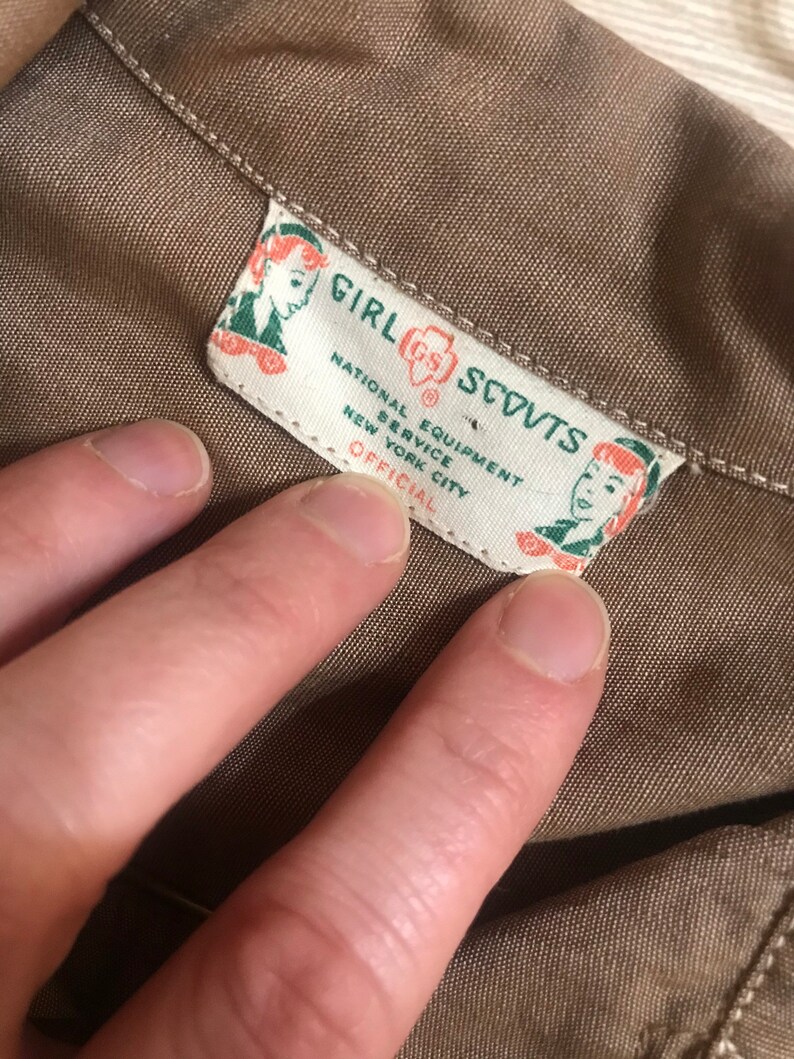 GIRL GS SCOUTS
®
NATIONAL EQUIPMENT
SERVICE
NEW YORK CITY
OFFICIAL